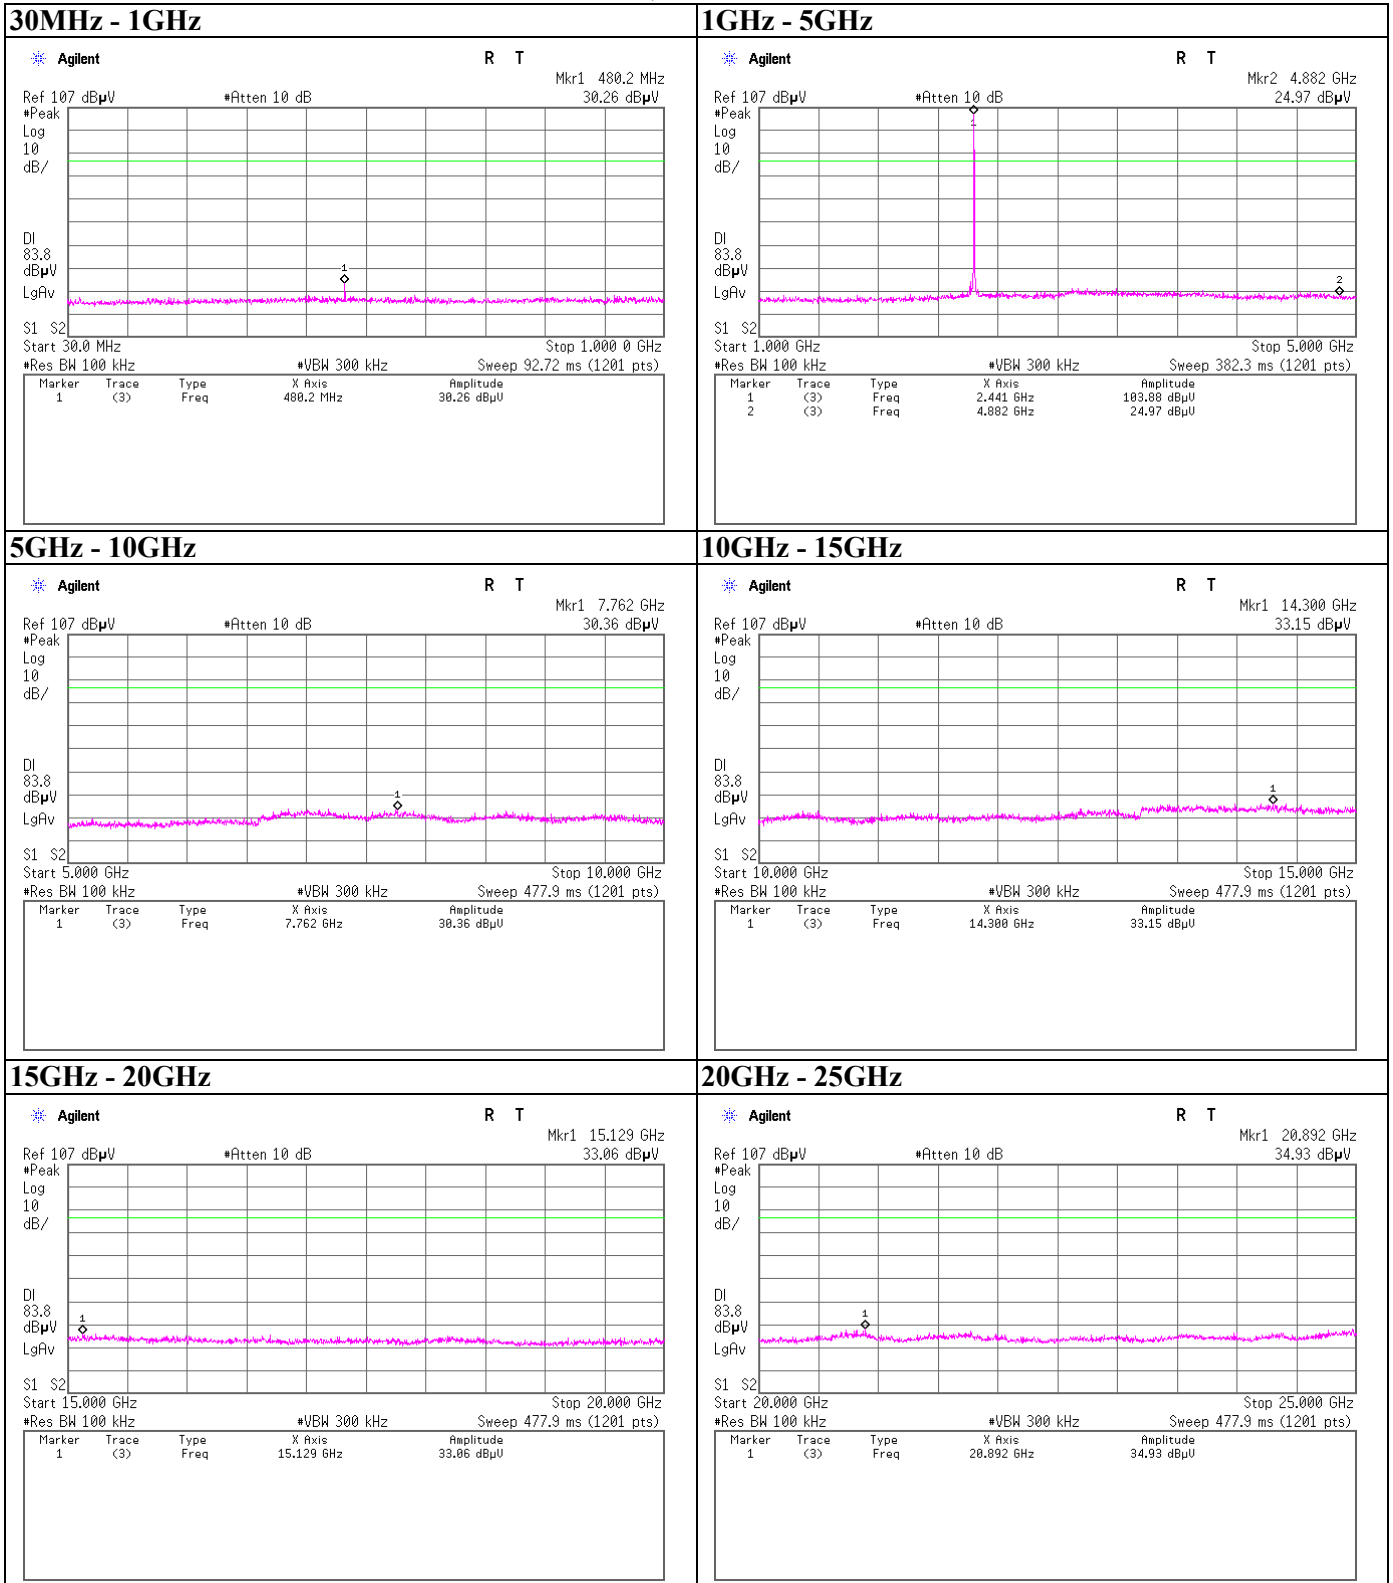 30MHz - 1GHz
Agilent
R T
Mkr1 480.2 MHz
Ref 107 dBµV #Atten 10 dB 30.26 dBµV
#Peak
Log
10
dB/
DI
83.8
dBµV
LgAv
S1 S2
1
Start 30.0 MHz Stop 1.000 0 GHz
#Res BW 100 kHz #VBW 300 kHz Sweep 92.72 ms (1201 pts)
Marker Trace Type X Axis Amplitude
1 (3) Freq 480.2 MHz 30.26 dBµV
1GHz - 5GHz
Agilent
R T
Mkr2 4.882 GHz
Ref 107 dBµV #Atten 10 dB 24.97 dBµV
#Peak
Log
10
dB/
DI
83.8
dBµV
LgAv
S1 S2
1
2
Start 1.000 GHz Stop 5.000 GHz
#Res BW 100 kHz #VBW 300 kHz Sweep 382.3 ms (1201 pts)
Marker Trace Type X Axis Amplitude
1 (3) Freq 2.441 GHz 103.88 dBµV
2 (3) Freq 4.882 GHz 24.97 dBµV
5GHz - 10GHz
Agilent
R T
Mkr1 7.762 GHz
Ref 107 dBµV #Atten 10 dB 30.36 dBµV
#Peak
Log
10
dB/
DI
83.8
dBµV
LgAv
S1 S2
1
Start 5.000 GHz Stop 10.000 GHz
#Res BW 100 kHz #VBW 300 kHz Sweep 477.9 ms (1201 pts)
Marker Trace Type X Axis Amplitude
1 (3) Freq 7.762 GHz 30.36 dBµV
10GHz - 15GHz
Agilent
R T
Mkr1 14.300 GHz
Ref 107 dBµV #Atten 10 dB 33.15 dBµV
#Peak
Log
10
dB/
DI
83.8
dBµV
LgAv
S1 S2
1
Start 10.000 GHz Stop 15.000 GHz
#Res BW 100 kHz #VBW 300 kHz Sweep 477.9 ms (1201 pts)
Marker Trace Type X Axis Amplitude
1 (3) Freq 14.300 GHz 33.15 dBµV
15GHz - 20GHz
Agilent
R T
Mkr1 15.129 GHz
Ref 107 dBµV #Atten 10 dB 33.06 dBµV
#Peak
Log
10
dB/
DI
83.8
dBµV
LgAv
S1 S2
1
Start 15.000 GHz Stop 20.000 GHz
#Res BW 100 kHz #VBW 300 kHz Sweep 477.9 ms (1201 pts)
Marker Trace Type X Axis Amplitude
1 (3) Freq 15.129 GHz 33.06 dBµV
20GHz - 25GHz
Agilent
R T
Mkr1 20.892 GHz
Ref 107 dBµV #Atten 10 dB 34.93 dBµV
#Peak
Log
10
dB/
DI
83.8
dBµV
LgAv
S1 S2
1
Start 20.000 GHz Stop 25.000 GHz
#Res BW 100 kHz #VBW 300 kHz Sweep 477.9 ms (1201 pts)
Marker Trace Type X Axis Amplitude
1 (3) Freq 20.892 GHz 34.93 dBµV